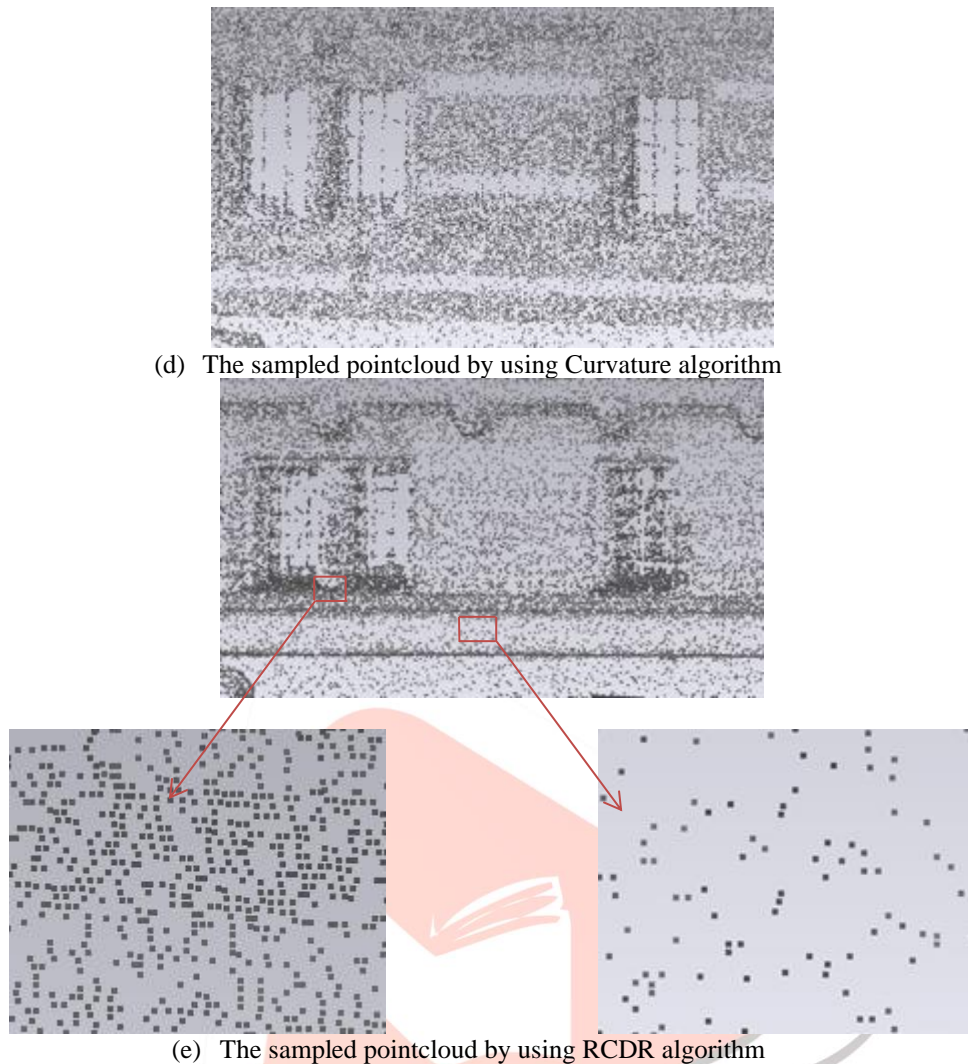 (d) The sampled pointcloud by using Curvature algorithm
(e) The sampled pointcloud by using RCDR algorithm